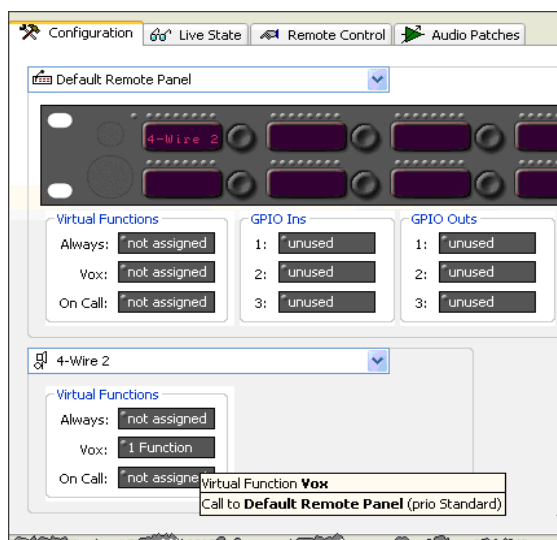 Configuration Live State Remote Control Audio Patches
Default Remote Panel
4-Wire 2
Virtual Functions GPIO Ins GPIO Outs
Always: not assigned 1: unused 1: unused
Vox: not assigned 2: unused 2: unused
On Call: not assigned 3: unused 3: unused
4-Wire 2
Virtual Functions
Always: not assigned
Vox: 1 Function
On Call: not assigne
Virtual Function Vox
Call to Default Remote Panel (prio Standard)